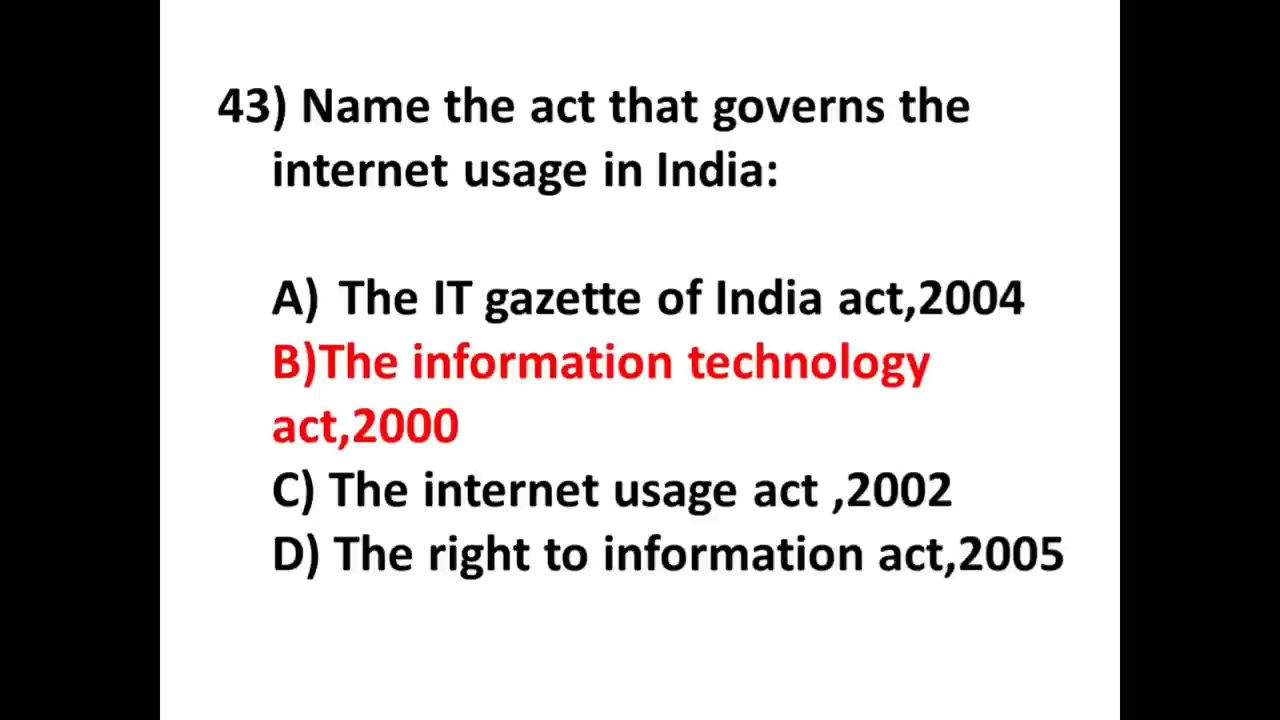 43) Name the act that governs the
internet usage in India:
A) The IT gazette of India act,2004
B)The information technology
act,2000
C) The internet usage act ,2002
D) The right to information act,2005